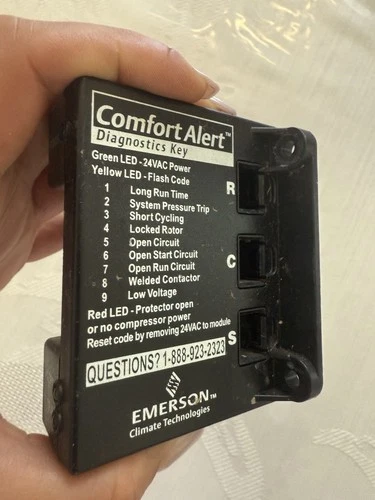 Comfort Alert™
Diagnostics Key
Green LED - 24VAC Power
Yellow LED - Flash Code
1 Long Run Time
2 System Pressure Trip
3 Short Cycling
4 Locked Rotor
5 Open Circuit
6 Open Start Circuit
7 Open Run Circuit
8 Welded Contactor
9 Low Voltage
Red LED - Protector open
or no compressor power
Reset code by removing 24VAC to module
QUESTIONS? 1-888-923-2323
EMERSON™
Climate Technologies
R
C
S